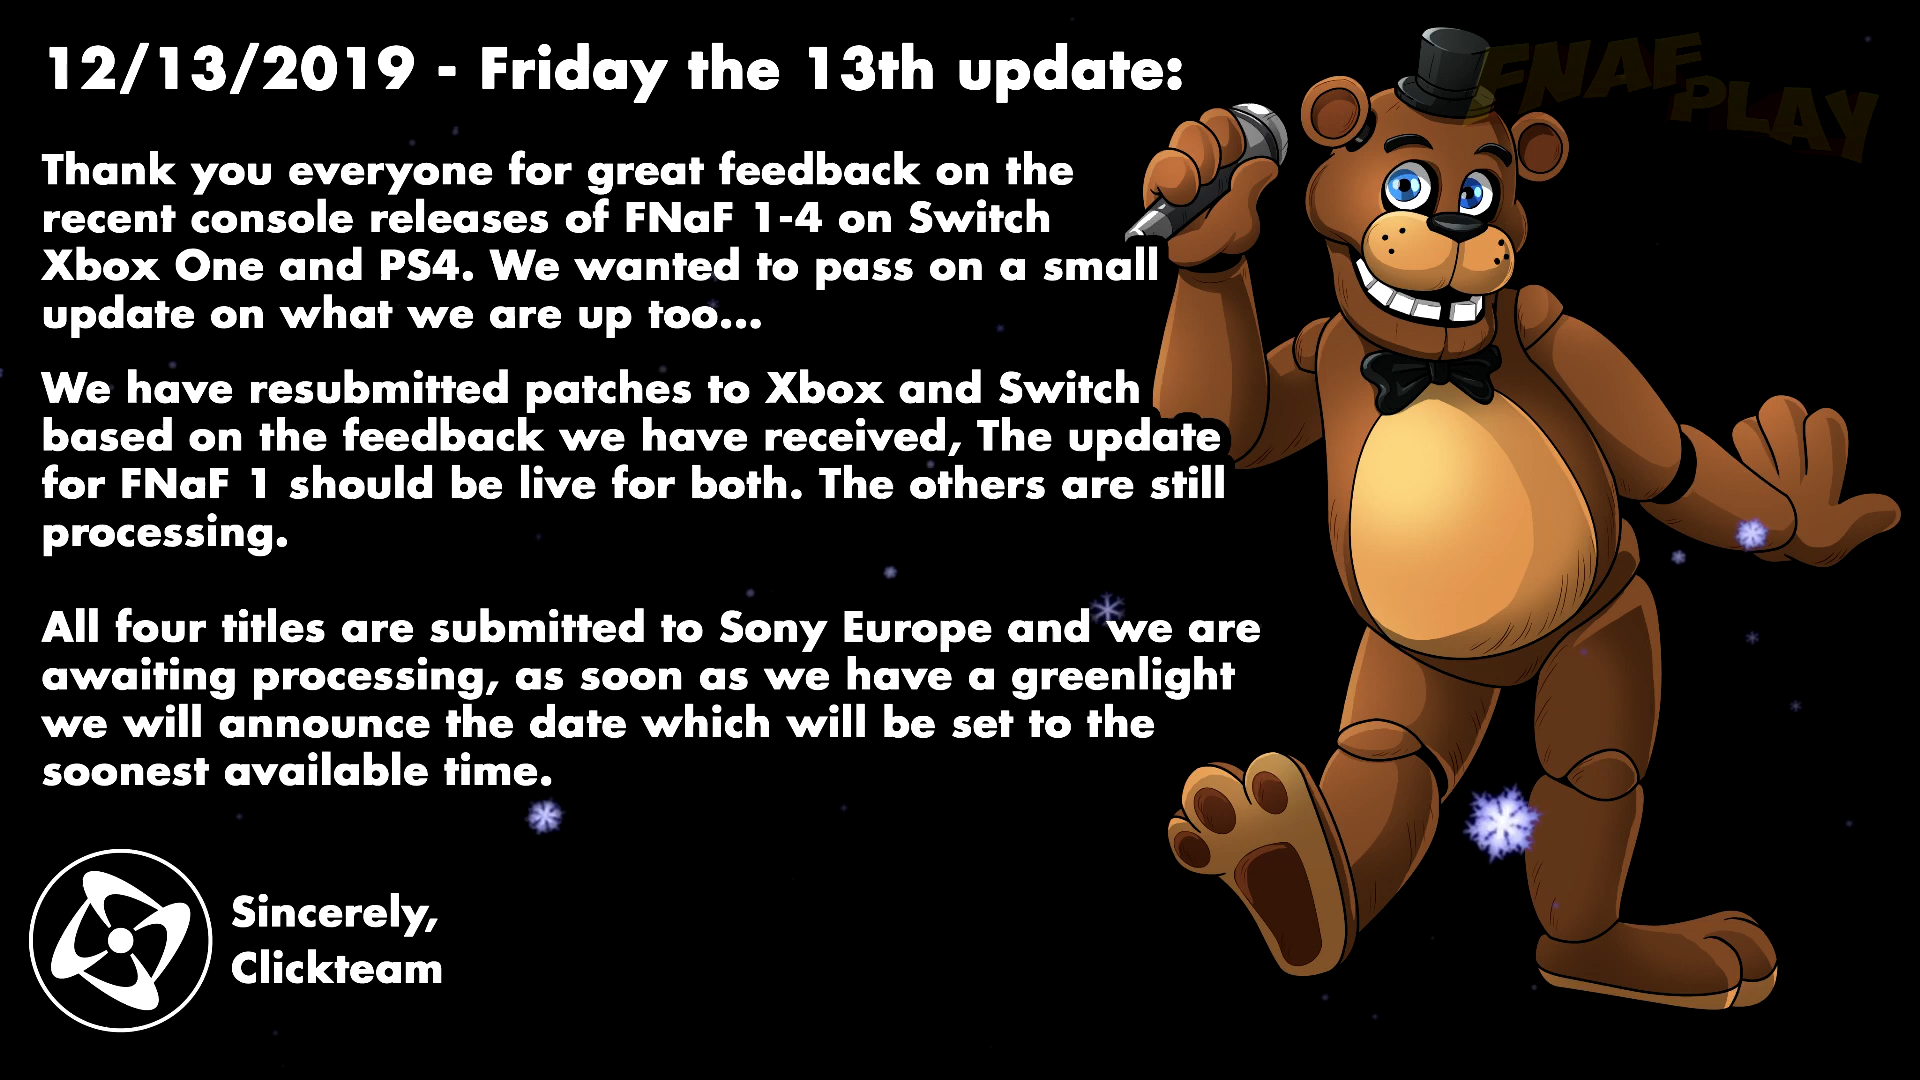 12/13/2019 - Friday the 13th update:
Thank you everyone for great feedback on the
recent console releases of FNaF 1-4 on Switch
Xbox One and PS4. We wanted to pass on a small
update on what we are up too...
We have resubmitted patches to Xbox and Switch
based on the feedback we have received, The update
for FNaF 1 should be live for both. The others are still
processing.
All four titles are submitted to Sony Europe and we are
awaiting processing, as soon as we have a greenlight
we will announce the date which will be set to the
soonest available time.
Sincerely,
Clickteam
FNAF
PLAY